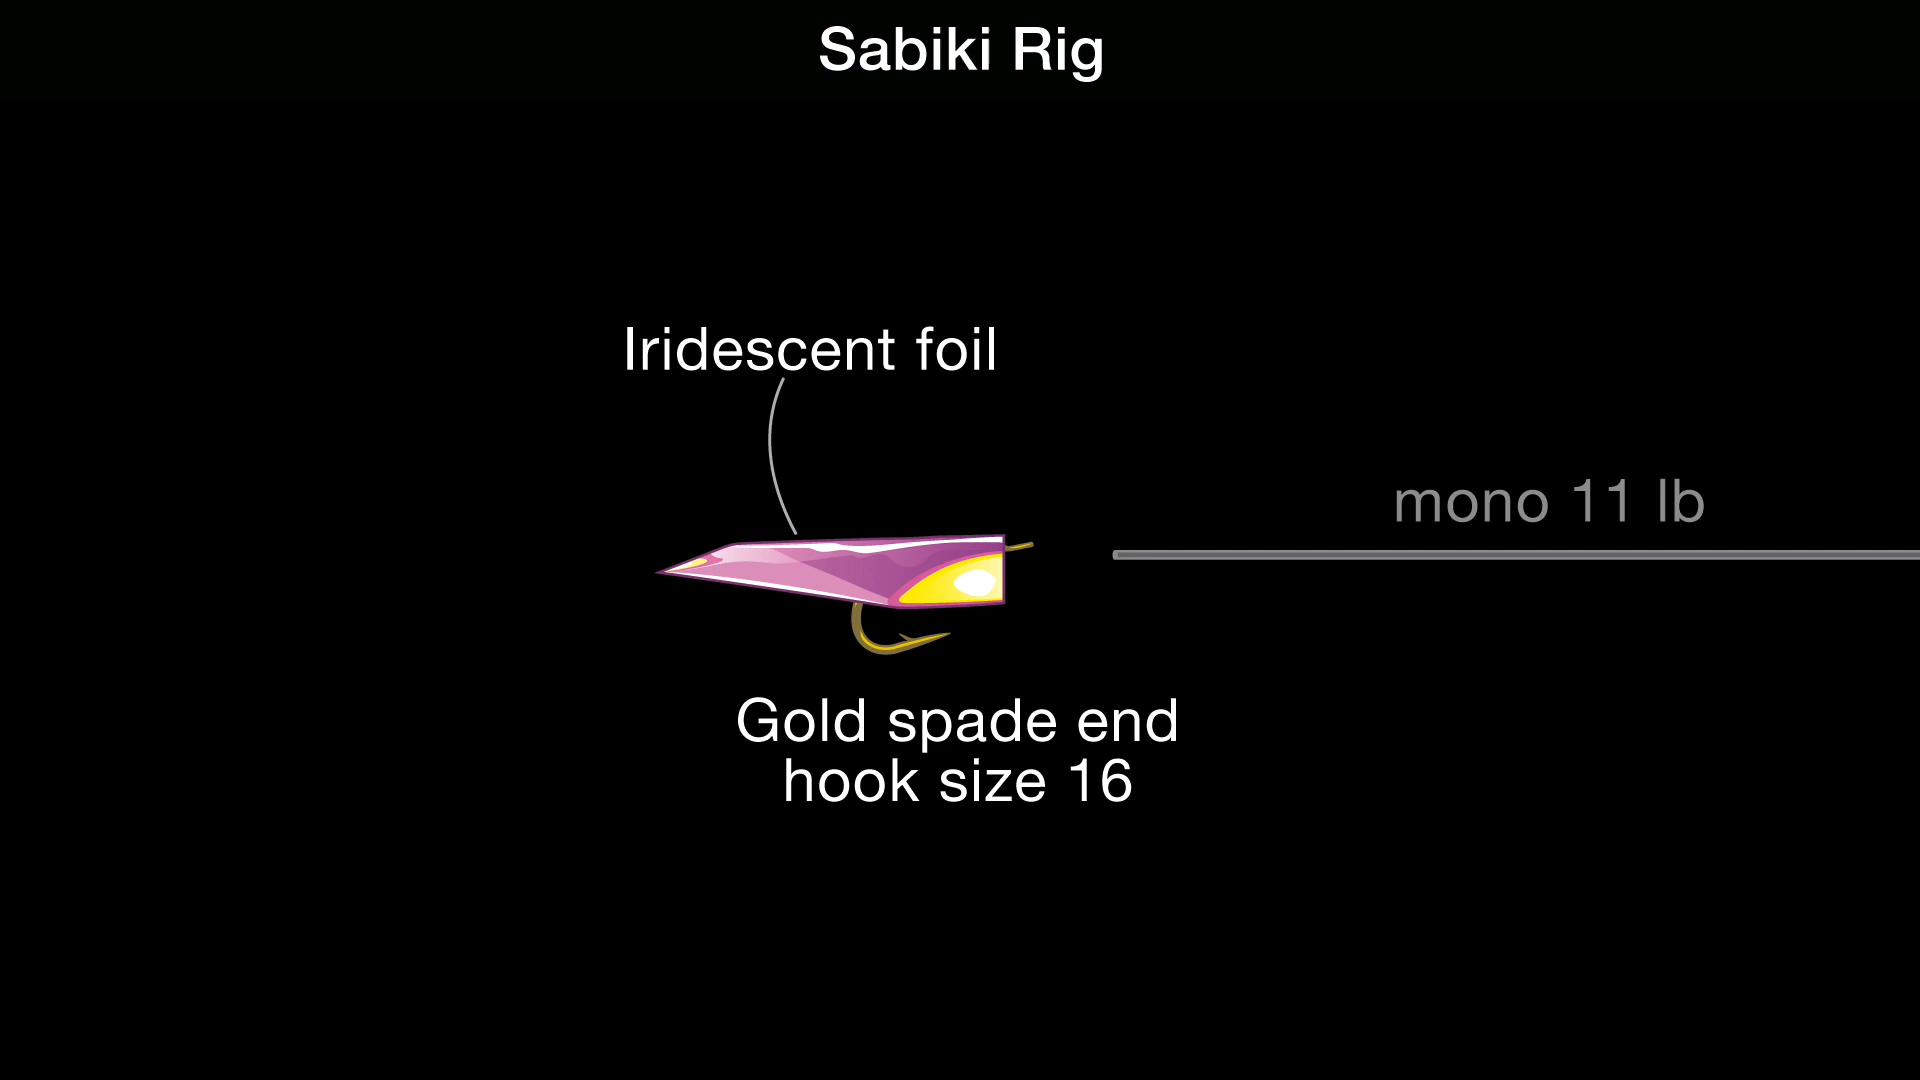 Sabiki Rig
Iridescent foil
mono 11 lb
Gold spade end
hook size 16